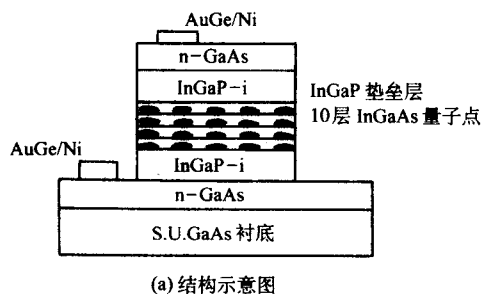 AuGe/Ni
n-GaAs
InGaP-i
InGaP 垫垒层
10层 InGaAs 量子点
AuGe/Ni
InGaP-i
n-GaAs
S.U.GaAs 衬底
(a) 结构示意图